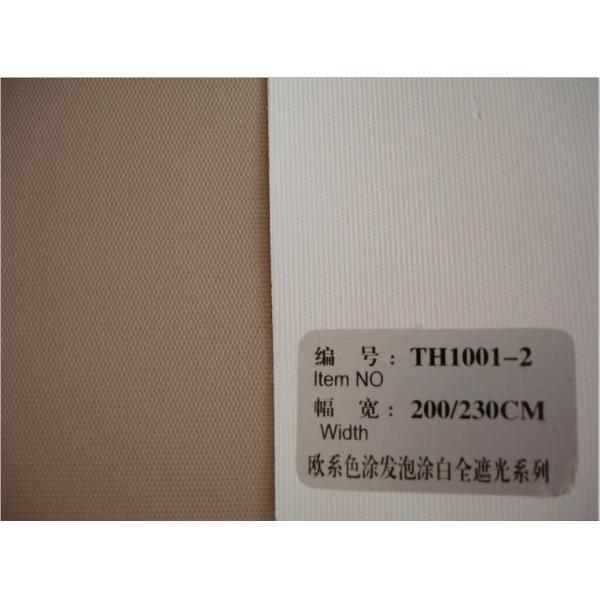 编 号：TH1001-2
Item NO
幅 宽：200/230CM
Width
欧系色涂发泡涂白全遮光系列